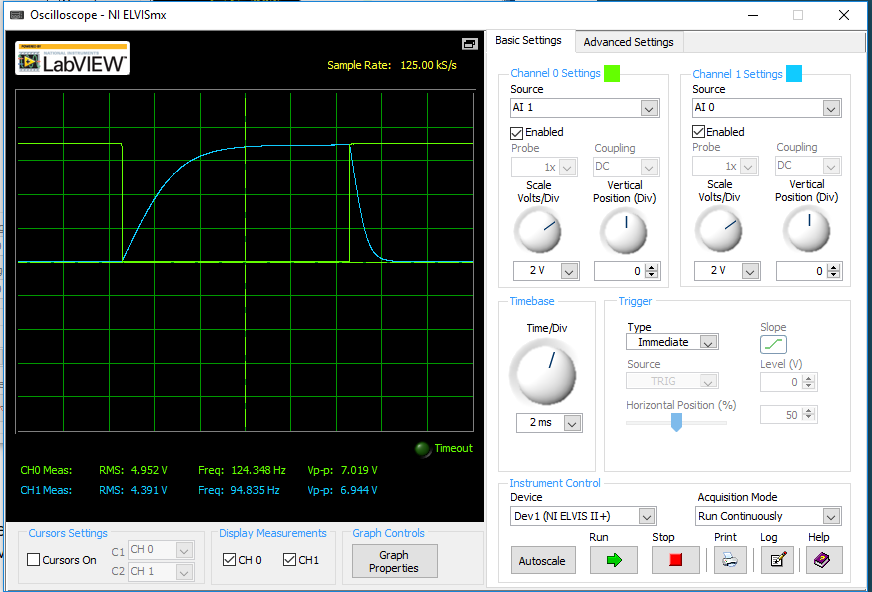 Oscilloscope - NI ELVISmx
POWERED BY
NATIONAL INSTRUMENTS
LabVIEW™
Sample Rate: 125.00 kS/s
Timeout
CH0 Meas: RMS: 4.952 V Freq: 124.348 Hz Vp-p: 7.019 V
CH1 Meas: RMS: 4.391 V Freq: 94.835 Hz Vp-p: 6.944 V
Cursors Settings
Cursors On
C1 CH 0
C2 CH 1
Display Measurements
CH 0 CH1
Graph Controls
Graph
Properties
Basic Settings Advanced Settings
Channel 0 Settings
Source
AI 1
Enabled
Probe Coupling
1x DC
Scale
Volts/Div
Vertical
Position (Div)
2 V 0
Channel 1 Settings
Source
AI 0
Enabled
Probe Coupling
1x DC
Scale
Volts/Div
Vertical
Position (Div)
2 V 0
Timebase
Time/Div
2 ms
Trigger
Type
Immediate
Slope
Source
TRIG
Level (V)
0
Horizontal Position (%)
50
Instrument Control
Device
Dev1 (NI ELVIS II+)
Acquisition Mode
Run Continuously
Autoscale
Run Stop Print Log Help